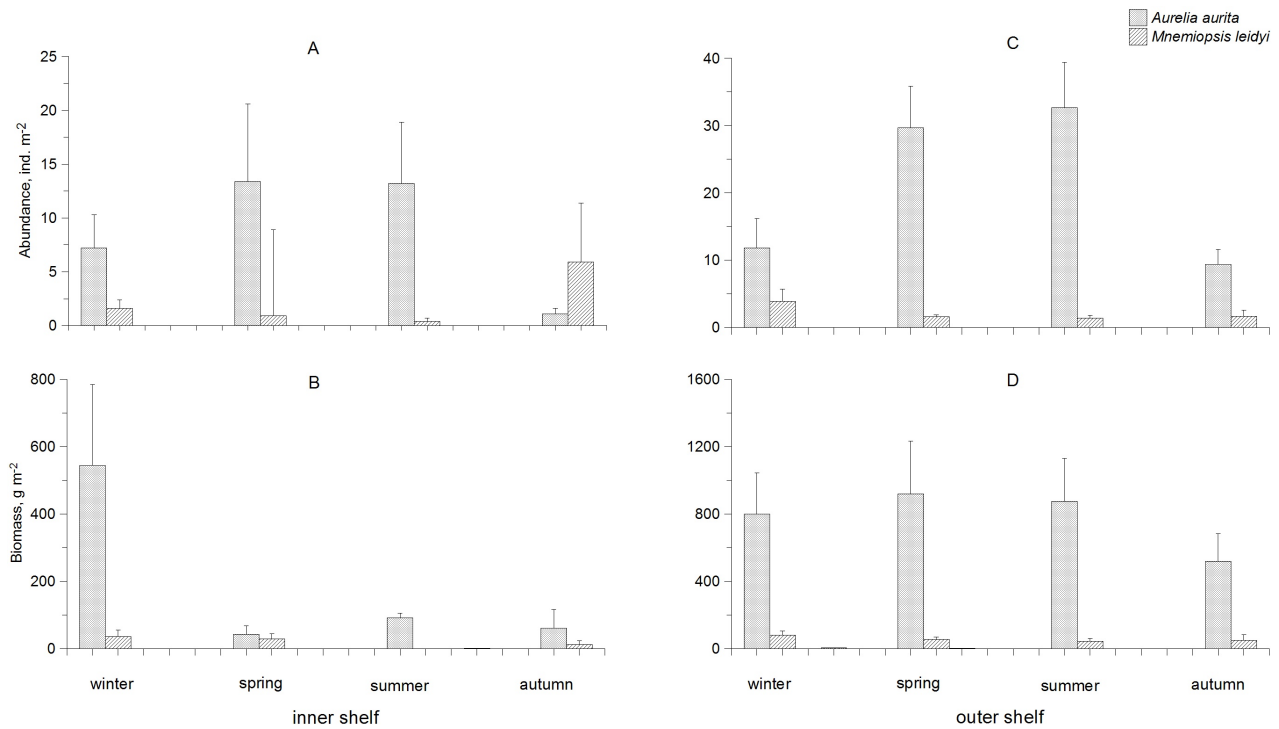 Aurelia aurita
Mnemiopsis leidyi
A
25
20
15
10
5
0
Abundance, ind. m-2
C
40
30
20
10
0
B
800
600
400
200
0
Biomass, g m-2
winter spring summer autumn
inner shelf
D
1600
1200
800
400
0
winter spring summer autumn
outer shelf